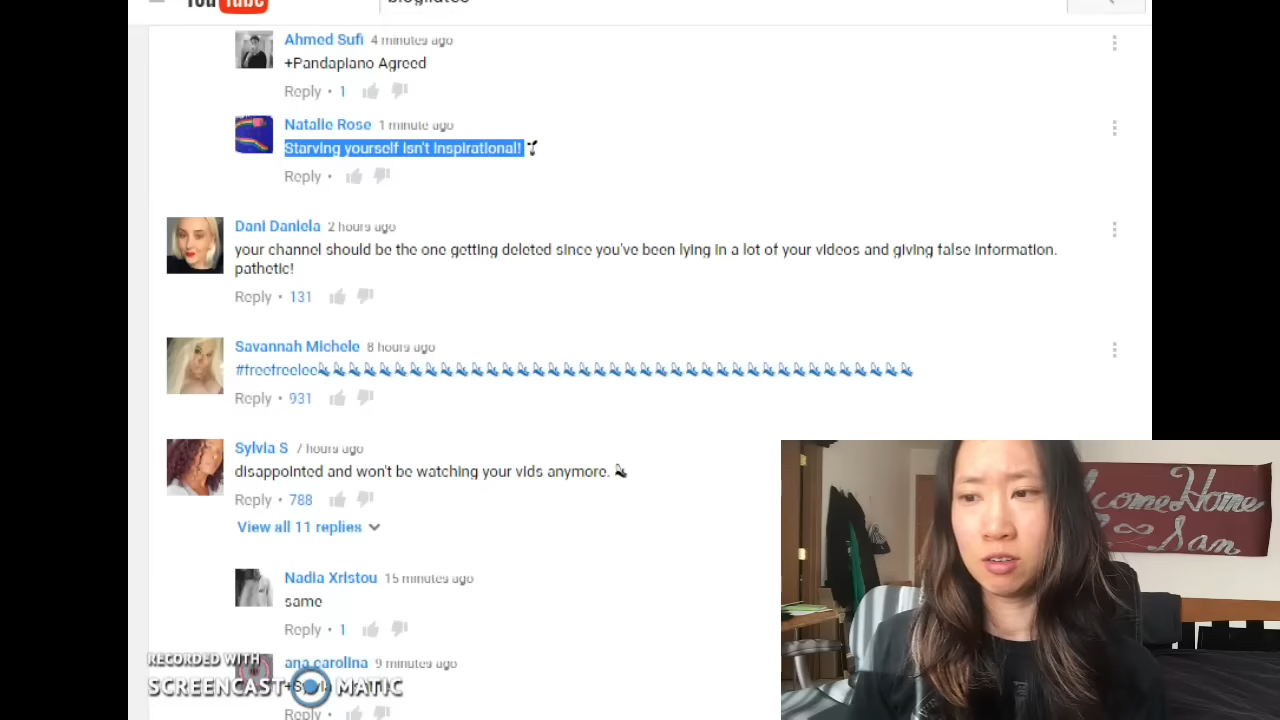 YouTube
blogilates
Ahmed Sufi 4 minutes ago
+Pandapiano Agreed
Reply • 1
Natalie Rose 1 minute ago
Starving yourself isn't inspirational!
Reply •
Dani Daniela 2 hours ago
your channel should be the one getting deleted since you've been lying in a lot of your videos and giving false information.
pathetic!
Reply • 131
Savannah Michele 8 hours ago
#freefreelee
Reply • 931
Sylvia S 7 hours ago
disappointed and won't be watching your vids anymore.
Reply • 788
View all 11 replies
Nadia Xristou 15 minutes ago
same
Reply • 1
ana carolina 9 minutes ago
Reply •
RECORDED WITH
SCREENCAST MATIC
come Home
San